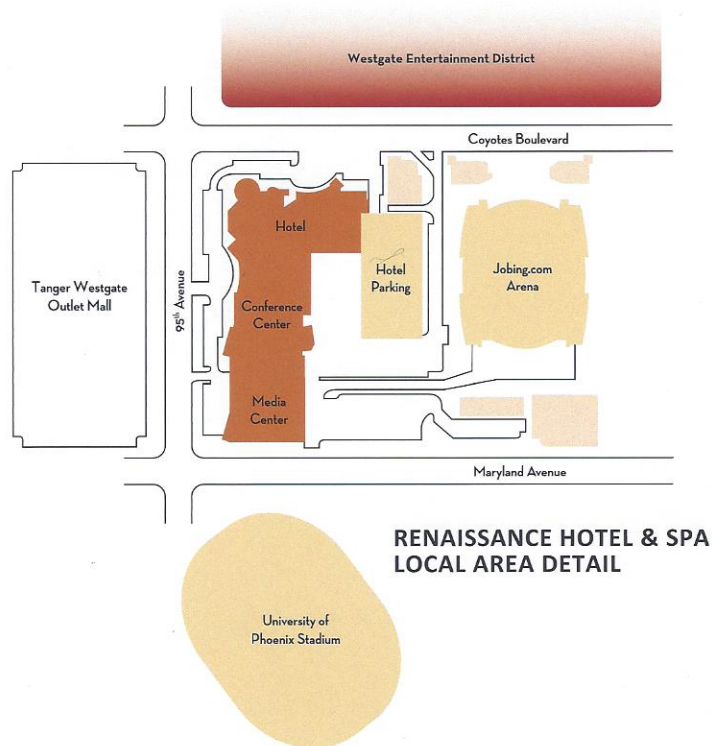 Westgate Entertainment District
Coyotes Boulevard
Hotel
Tanger Westgate
Outlet Mall
95th Avenue
Hotel
Parking
Jobing.com
Arena
Conference
Center
Media
Center
Maryland Avenue
RENAISSANCE HOTEL & SPA
LOCAL AREA DETAIL
University of
Phoenix Stadium